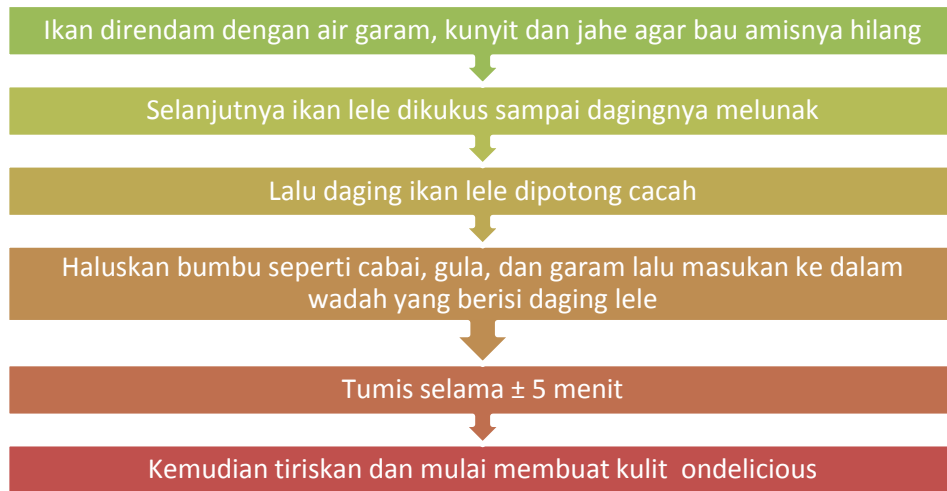 Ikan direndam dengan air garam, kunyit dan jahe agar bau amisnya hilang
Selanjutnya ikan lele dikukus sampai dagingnya melunak
Lalu daging ikan lele dipotong cacah
Haluskan bumbu seperti cabai, gula, dan garam lalu masukan ke dalam
wadah yang berisi daging lele
Tumis selama ± 5 menit
Kemudian tiriskan dan mulai membuat kulit ondelicious